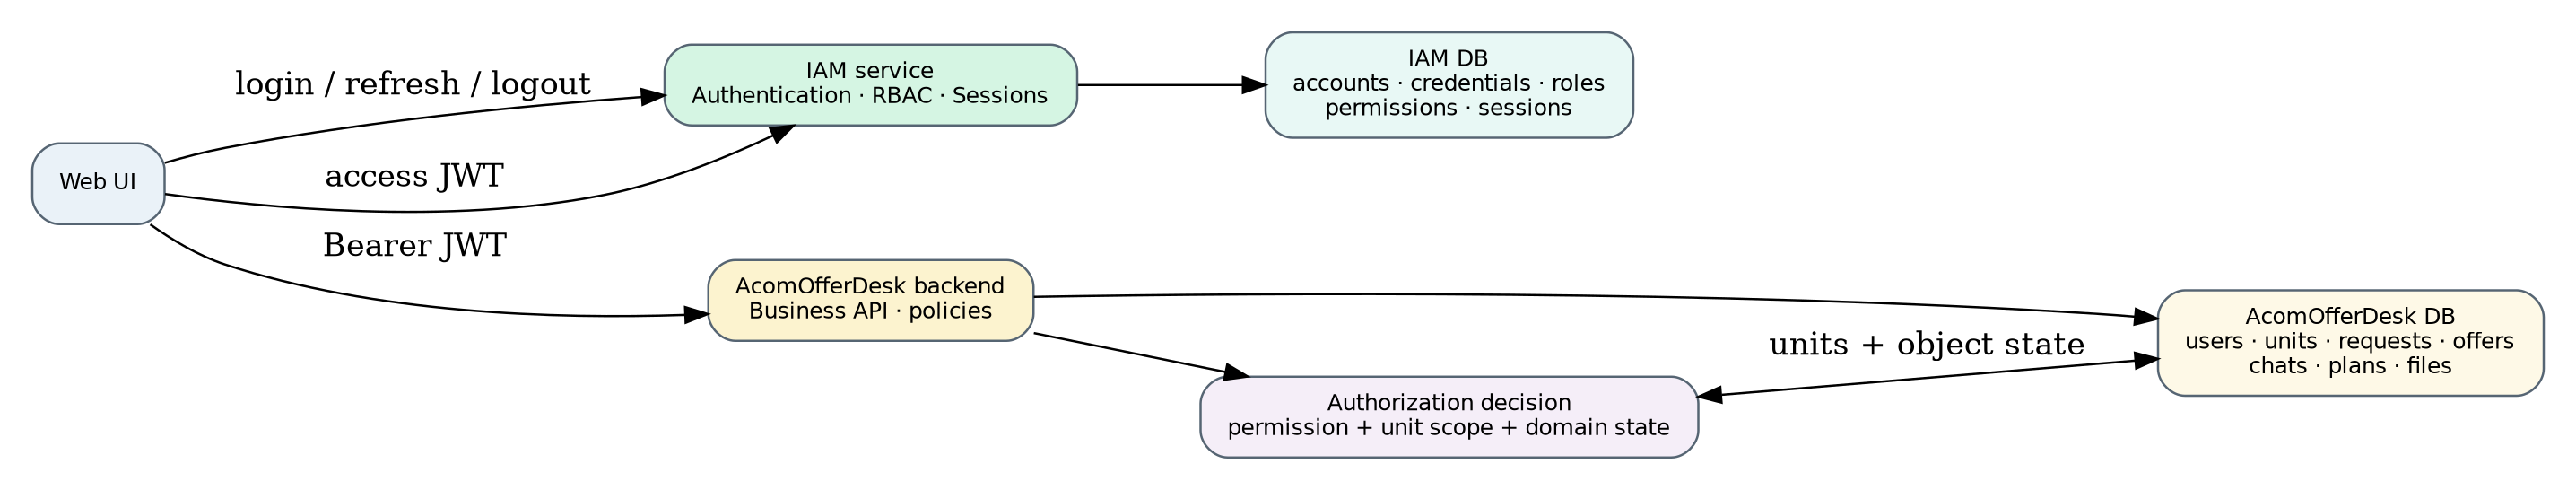 login / refresh / logout
IAM service
Authentication · RBAC · Sessions
IAM DB
accounts · credentials · roles
permissions · sessions
Web UI
access JWT
Bearer JWT
AcomOfferDesk backend
Business API · policies
units + object state
AcomOfferDesk DB
users · units · requests · offers
chats · plans · files
Authorization decision
permission + unit scope + domain state